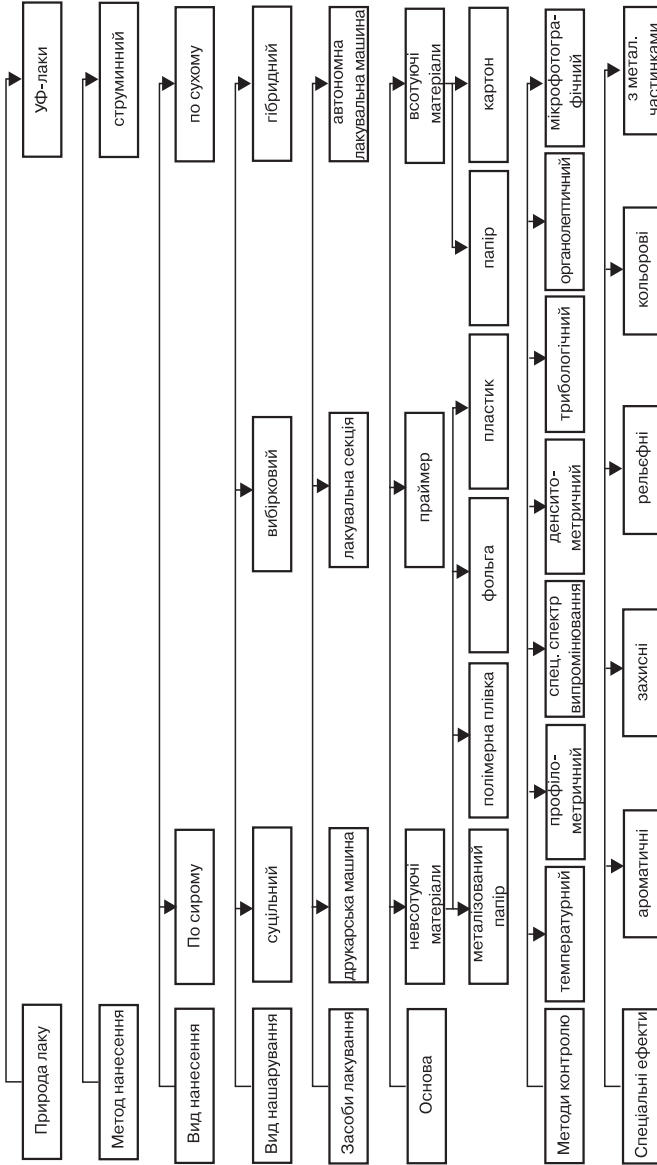 Природа лаку
УФ-лаки
Метод нанесення
струминний
Вид нанесення
По сирому
по сухому
Вид нашарування
суцільний
вибірковий
гібридний
Засоби лакування
друкарська машина
лакувальна секція
автономна
лакувальна машина
Основа
невсотуючі
матеріали
праймер
всотуючі
матеріали
металізований
папір
полімерна плівка
фольга
пластик
папір
картон
Методи контролю
температурний
профіло-
метричний
спец. спектр
випромінювання
денсито-
метричний
трибологічний
органолептичний
мікрофотогра-
фічний
Спеціальні ефекти
ароматичні
захисні
рельєфні
кольорові
з метал.
частинками